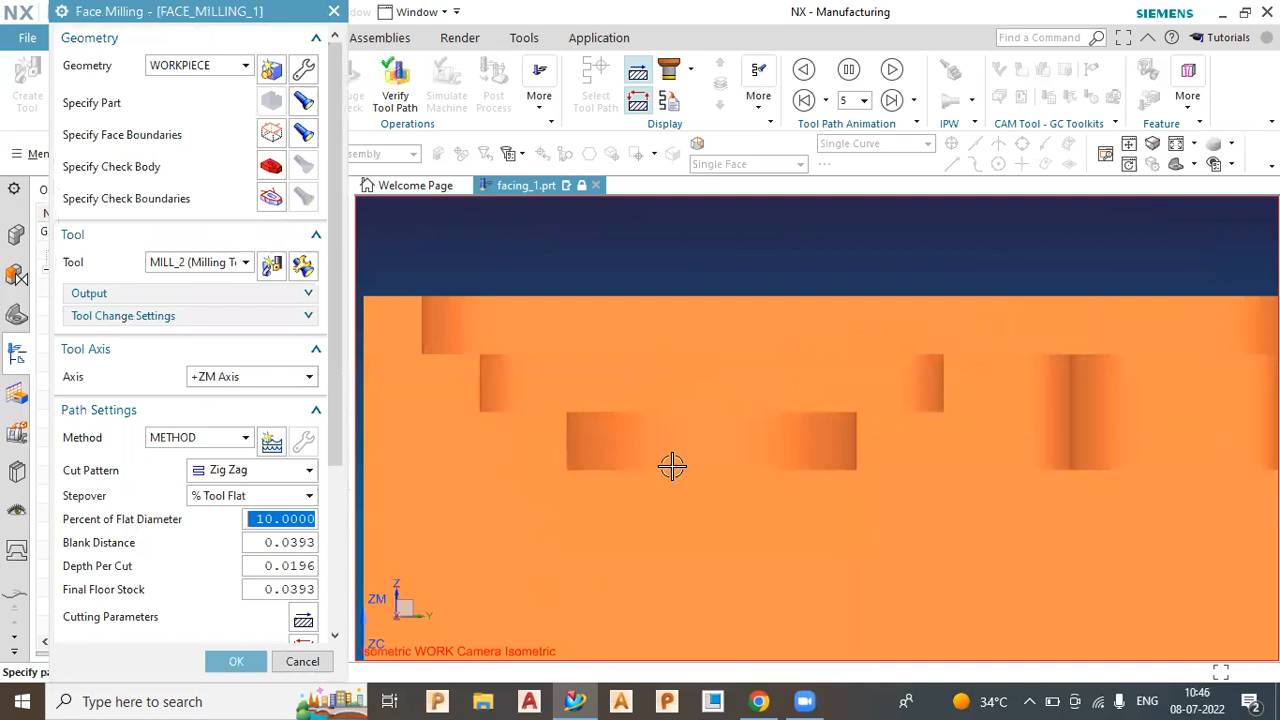 NX
Face Milling - [FACE_MILLING_1]
Window
NX - Manufacturing
SIEMENS
File
Assemblies
Render
Tools
Application
Find a Command
Tutorials
Create
Tool
Verify
Tool Path
Simulate
Machine
Post
Process
More
Select
Tool Path
5
More
More
Operations
Display
Tool Path Animation
IPW
CAM Tool - GC Toolkits
Feature
Single Face
Single Curve
Welcome Page
facing_1.prt
Geometry
Geometry
WORKPIECE
Specify Part
Specify Face Boundaries
Specify Check Body
Specify Check Boundaries
Tool
Tool
Output
Tool Change Settings
Tool Axis
Axis
+ZM Axis
Path Settings
Method
METHOD
Cut Pattern
Zig Zag
Stepover
% Tool Flat
Percent of Flat Diameter
10.0000
Blank Distance
0.0393
Depth Per Cut
0.0196
Final Floor Stock
0.0393
Cutting Parameters
OK
Cancel
Z
ZM
Y
ZC
WORK Camera Isometric
Type here to search
34°C
10:46
08-07-2022
2